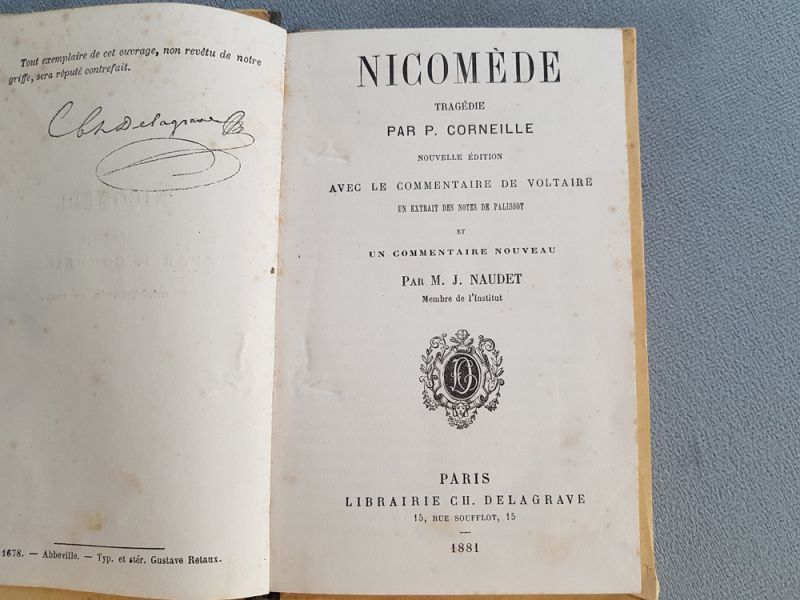 Tout exemplaire de cet ouvrage, non revêtu de notre
griffe, sera réputé contrefait.
Ch. Delagrave
1678. — Abbeville. — Typ. et stér. Gustave Retaux.
NICOMÈDE
TRAGÉDIE
PAR P. CORNEILLE
NOUVELLE ÉDITION
AVEC LE COMMENTAIRE DE VOLTAIRE
UN EXTRAIT DES NOTES DE PALISSOT
ET
UN COMMENTAIRE NOUVEAU
PAR M. J. NAUDET
Membre de l'Institut
PARIS
LIBRAIRIE CH. DELAGRAVE
15, RUE SOUFFLOT, 15
1881